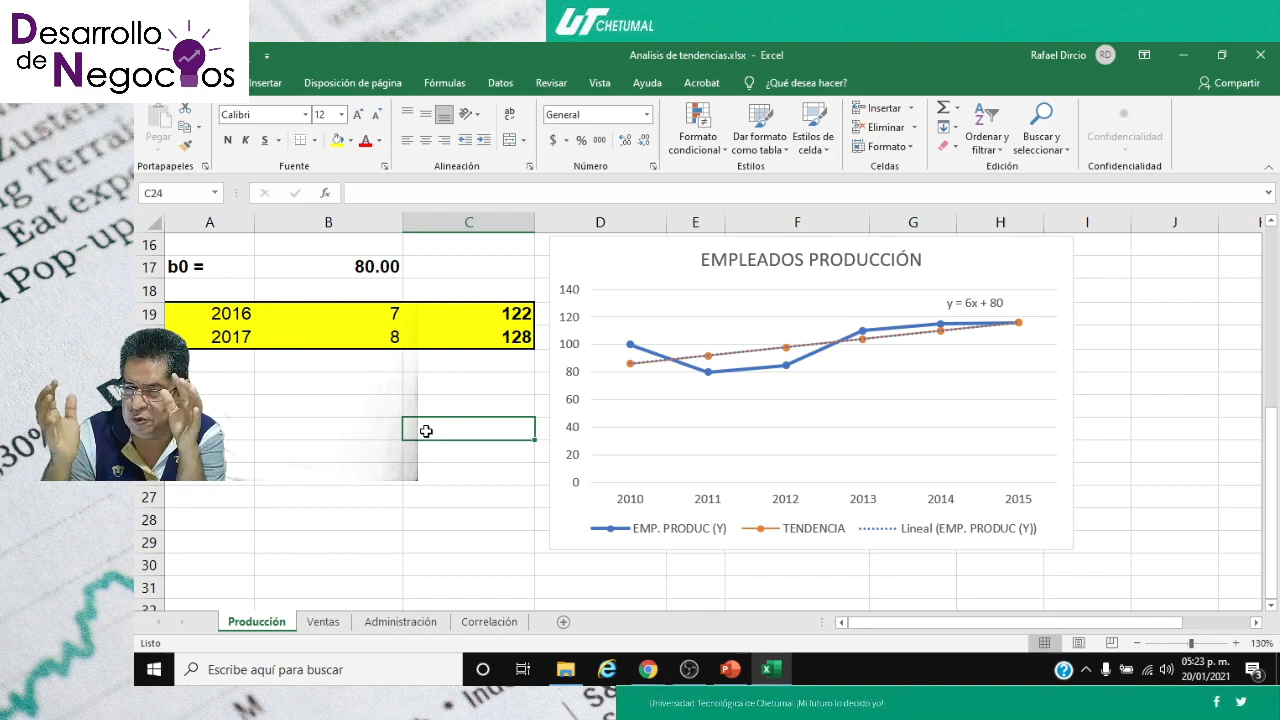 Desarrollo
de Negocios
UT CHETUMAL
Analisis de tendencias.xlsx - Excel
Rafael Dircio RD
Insertar Disposición de página Fórmulas Datos Revisar Vista Ayuda Acrobat ¿Qué desea hacer? Compartir
Pegar
Calibri 12
N K S
General
$ % 000
Formato condicional
Dar formato como tabla
Estilos de celda
Insertar
Eliminar
Formato
Ordenar y filtrar
Buscar y seleccionar
Confidencialidad
Portapapeles Fuente Alineación Número Estilos Celdas Edición Confidencialidad
C24 fx
A B C D E F G H I J
16
17 b0 = 80.00
18
19 2016 7 122
2017 8 128
27
28
29
30
31
32
EMPLEADOS PRODUCCIÓN
y = 6x + 80
140
120
100
80
60
40
20
0
2010 2011 2012 2013 2014 2015
EMP. PRODUC (Y) TENDENCIA Lineal (EMP. PRODUC (Y))
Producción Ventas Administración Correlación
Listo 130%
Escribe aquí para buscar
05:23 p. m.
20/01/2021
3
Universidad Tecnológica de Chetumal. ¡Mi futuro lo decido yo!
Eat exp
Pop-up